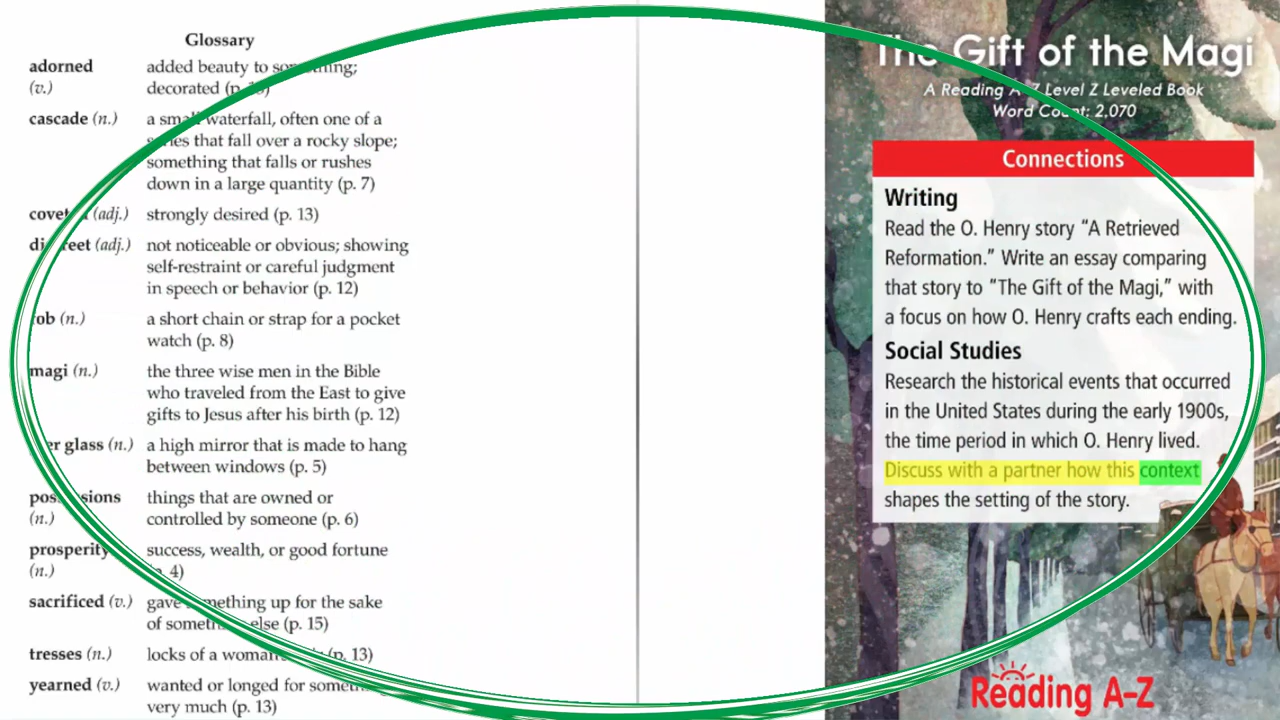 Glossary
adorned added beauty to something;
(v.) decorated (p.
cascade (n.) a small waterfall, often one of a
series that fall over a rocky slope;
something that falls or rushes
down in a large quantity (p. 7)
coveted (adj.) strongly desired (p. 13)
discreet (adj.) not noticeable or obvious; showing
self-restraint or careful judgment
in speech or behavior (p. 12)
fob (n.) a short chain or strap for a pocket
watch (p. 8)
magi (n.) the three wise men in the Bible
who traveled from the East to give
gifts to Jesus after his birth (p. 12)
pier glass (n.) a high mirror that is made to hang
between windows (p. 5)
possessions things that are owned or
(n.) controlled by someone (p. 6)
prosperity success, wealth, or good fortune
(n.) (p. 4)
sacrificed (v.) gave something up for the sake
of something else (p. 15)
tresses (n.) locks of a woman's (p. 13)
yearned (v.) wanted or longed for something
very much (p. 13)
The Gift of the Magi
A Reading A–Z Level Z Leveled Book
Word Count: 2,070
Connections
Writing
Read the O. Henry story “A Retrieved
Reformation.” Write an essay comparing
that story to “The Gift of the Magi,” with
a focus on how O. Henry crafts each ending.
Social Studies
Research the historical events that occurred
in the United States during the early 1900s,
the time period in which O. Henry lived.
Discuss with a partner how this context
shapes the setting of the story.
Reading A–Z